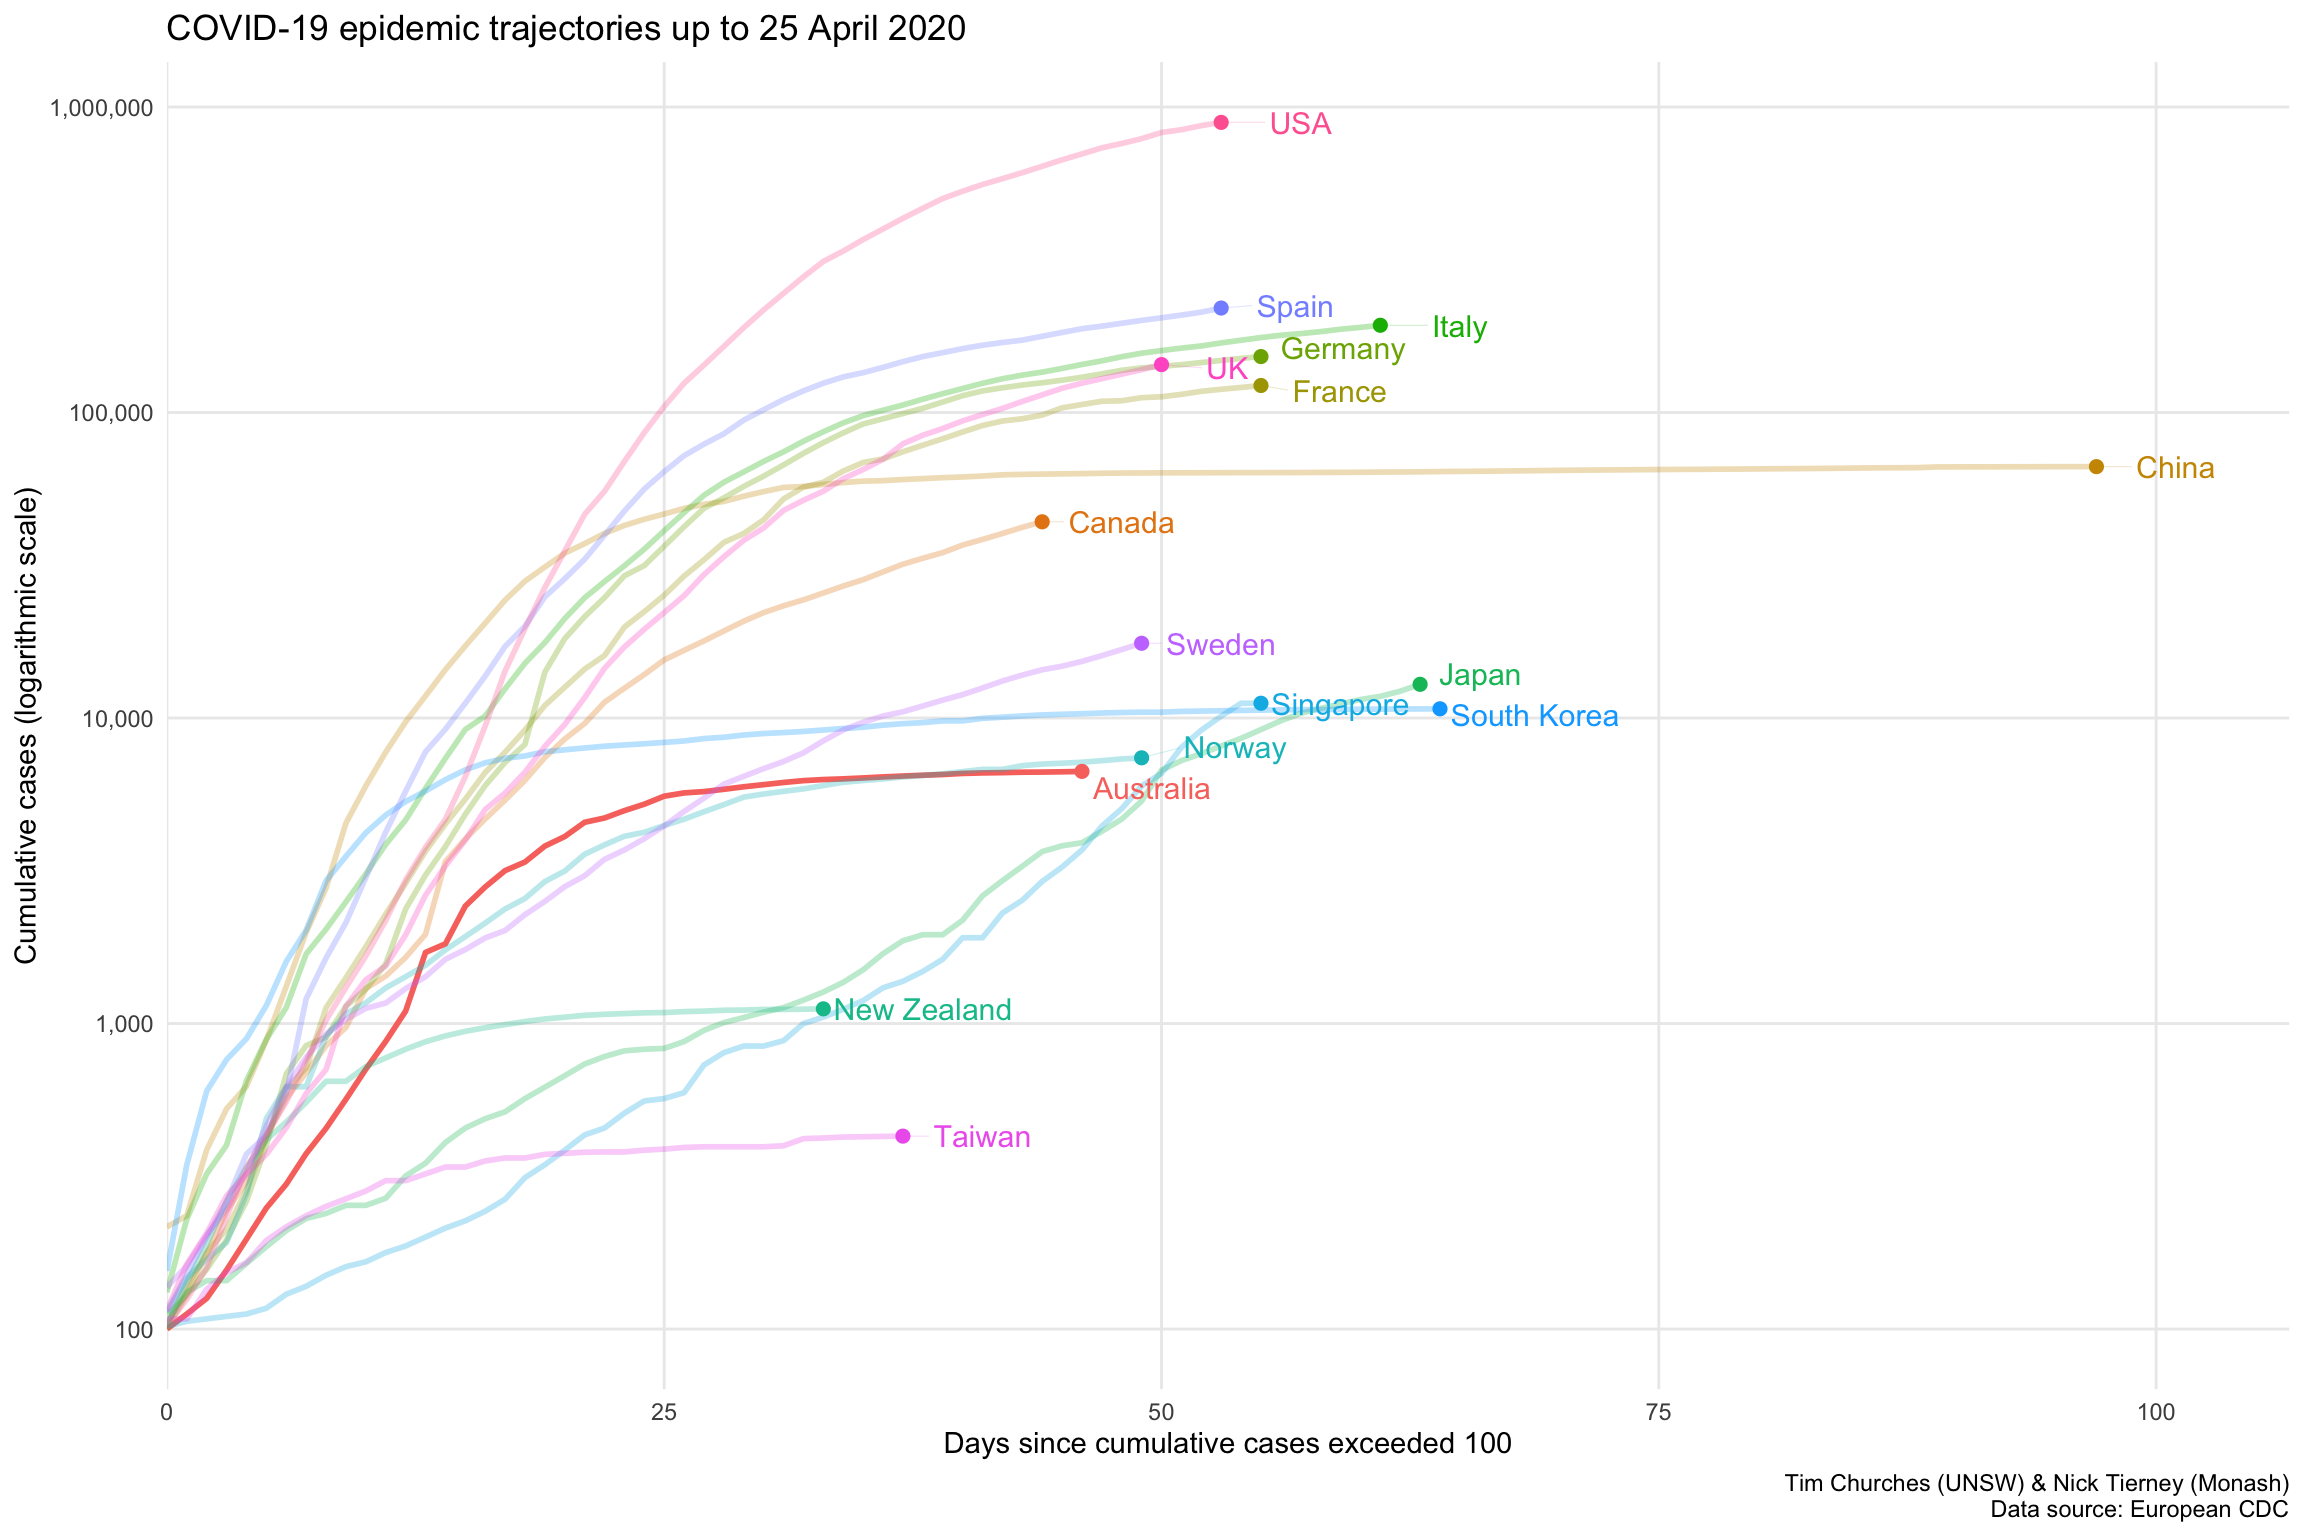 COVID-19 epidemic trajectories up to 25 April 2020
1,000,000
USA
Spain
Italy
Germany
UK
France
100,000
China
Canada
Sweden
Japan
Singapore
South Korea
10,000
Norway
Australia
New Zealand
1,000
Taiwan
100
Cumulative cases (logarithmic scale)
0 25 50 75 100
Days since cumulative cases exceeded 100
Tim Churches (UNSW) & Nick Tierney (Monash)
Data source: European CDC